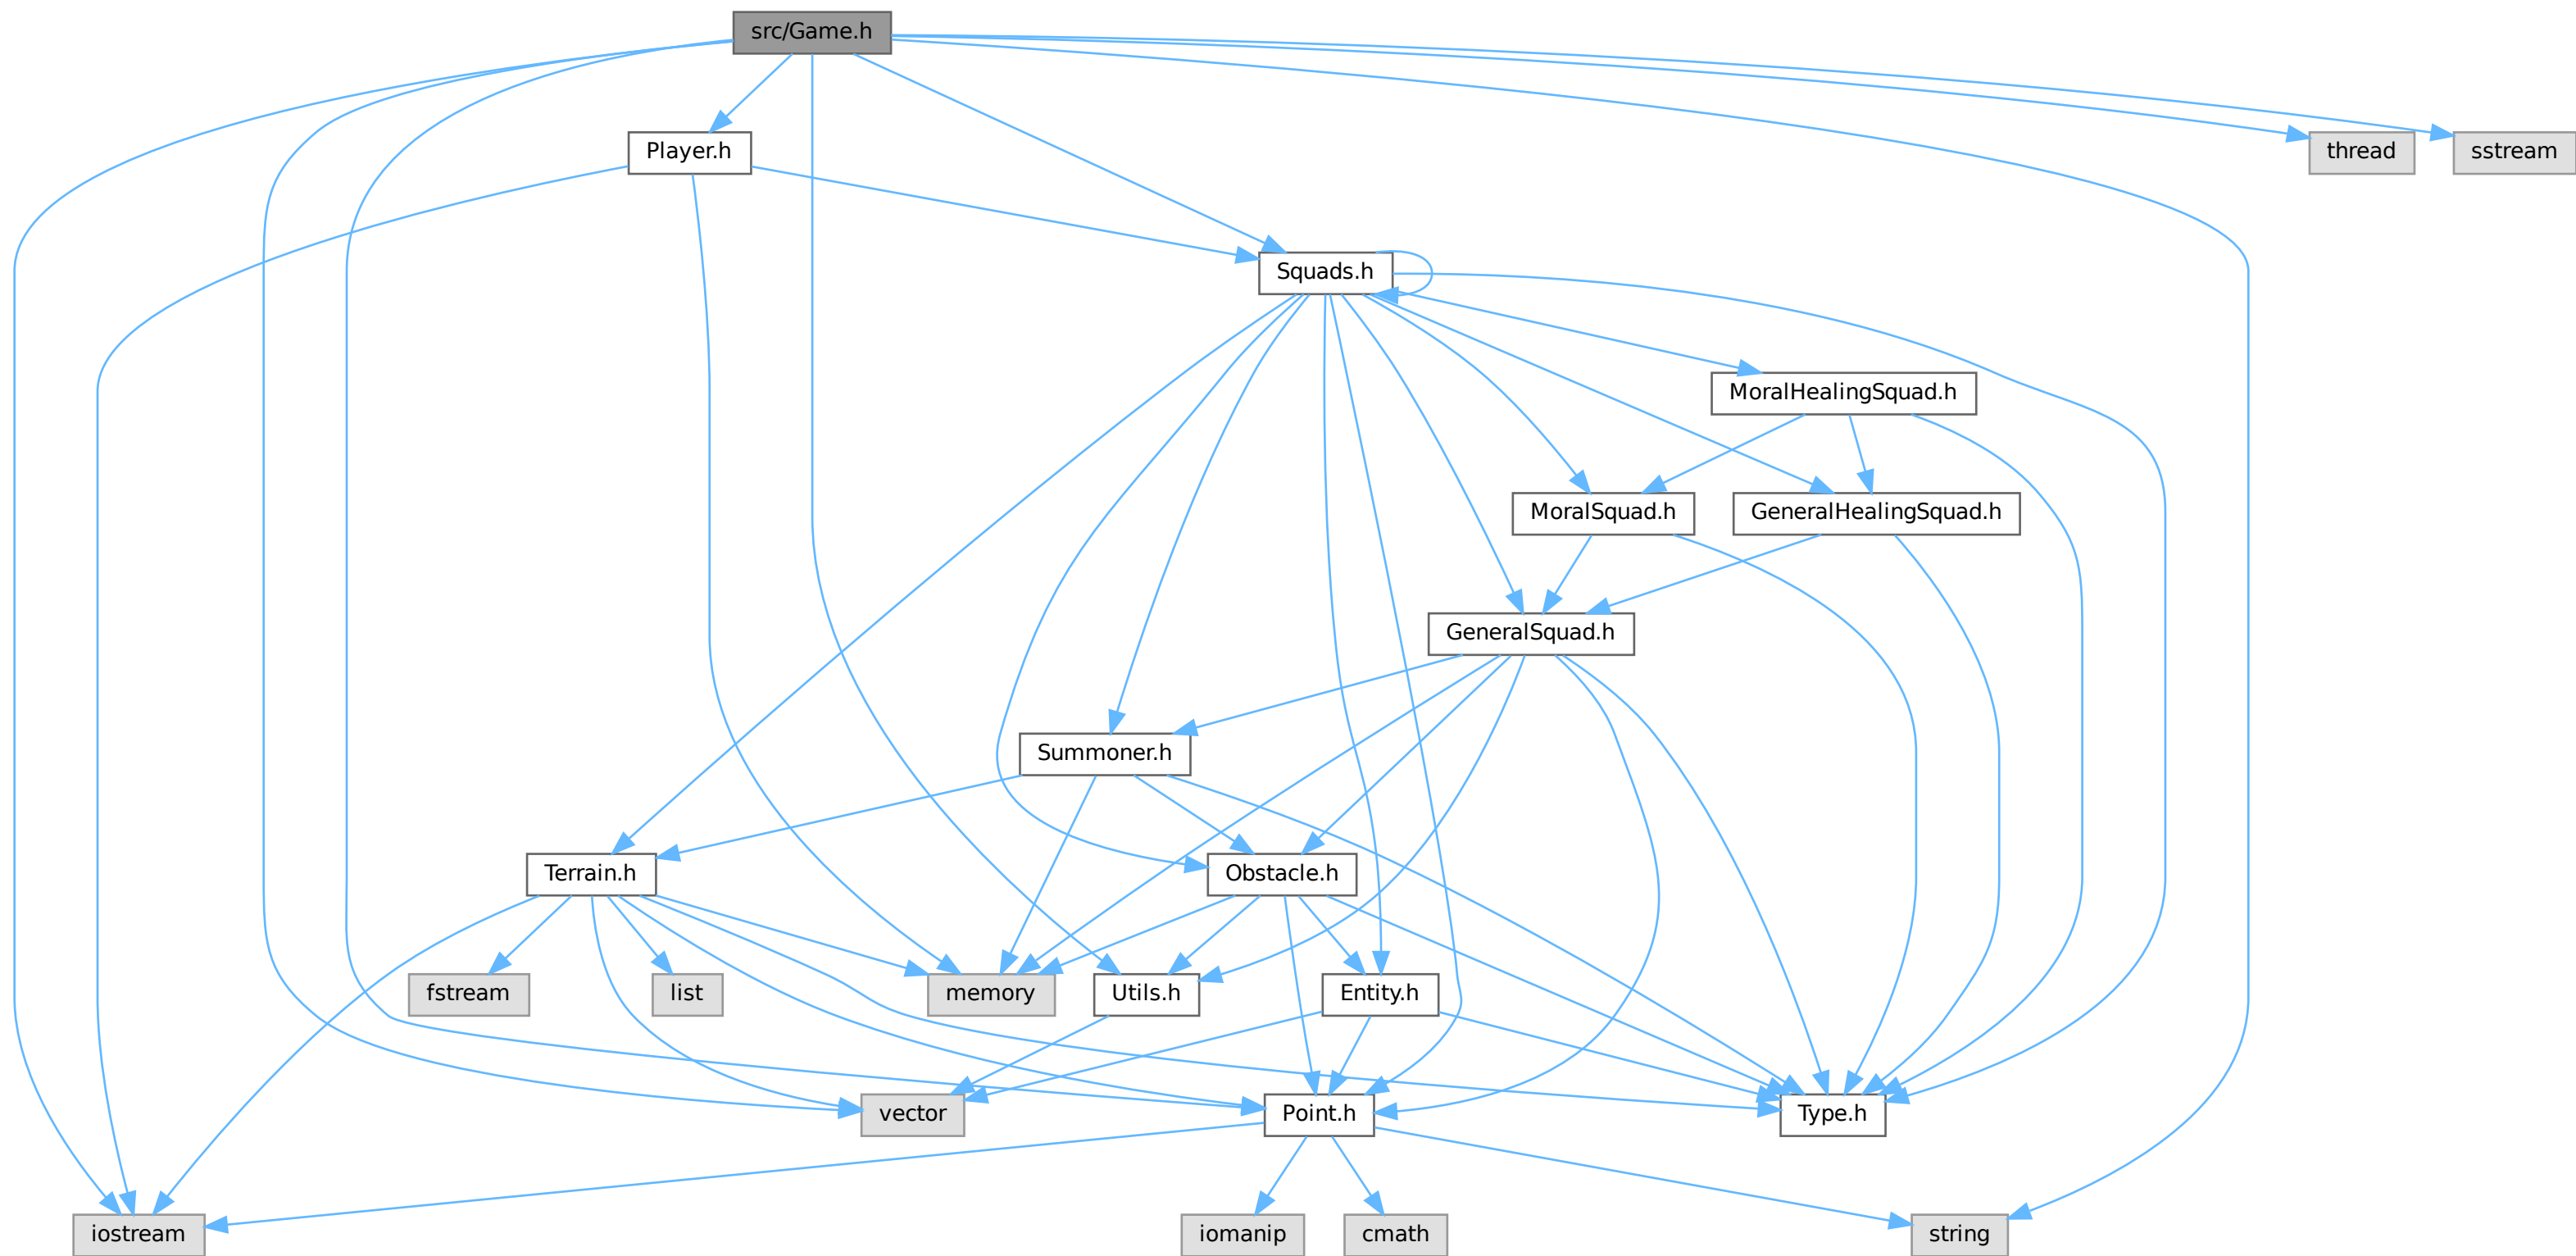 src/Game.h
Player.h
thread
sstream
Squads.h
MoralHealingSquad.h
MoralSquad.h
GeneralHealingSquad.h
GeneralSquad.h
Summoner.h
Terrain.h
Obstacle.h
fstream
list
memory
Utils.h
Entity.h
vector
Point.h
Type.h
iostream
iomanip
cmath
string